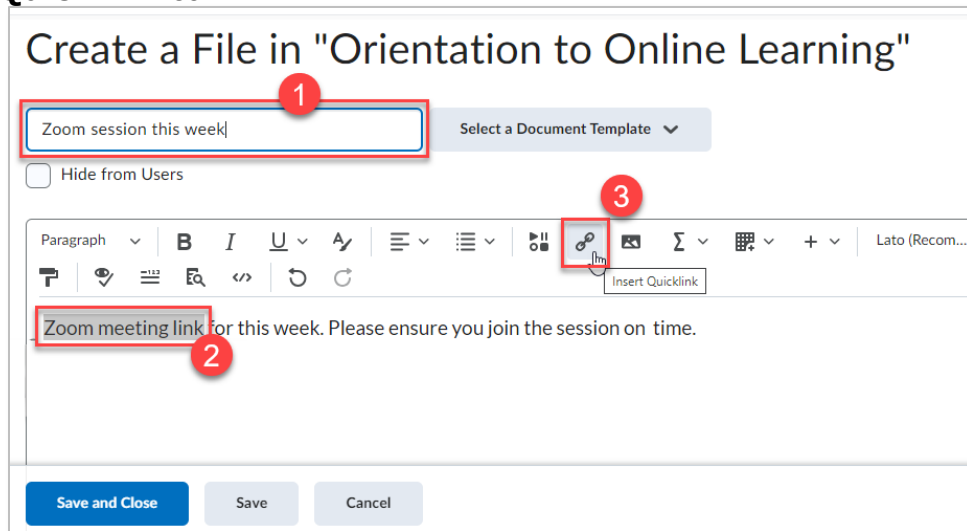 Create a File in "Orientation to Online Learning"
1
Zoom session this week
Select a Document Template
Hide from Users
3
Paragraph B I U A Σ + Lato (Recom...
Insert Quicklink
Zoom meeting link for this week. Please ensure you join the session on time.
2
Save and Close Save Cancel